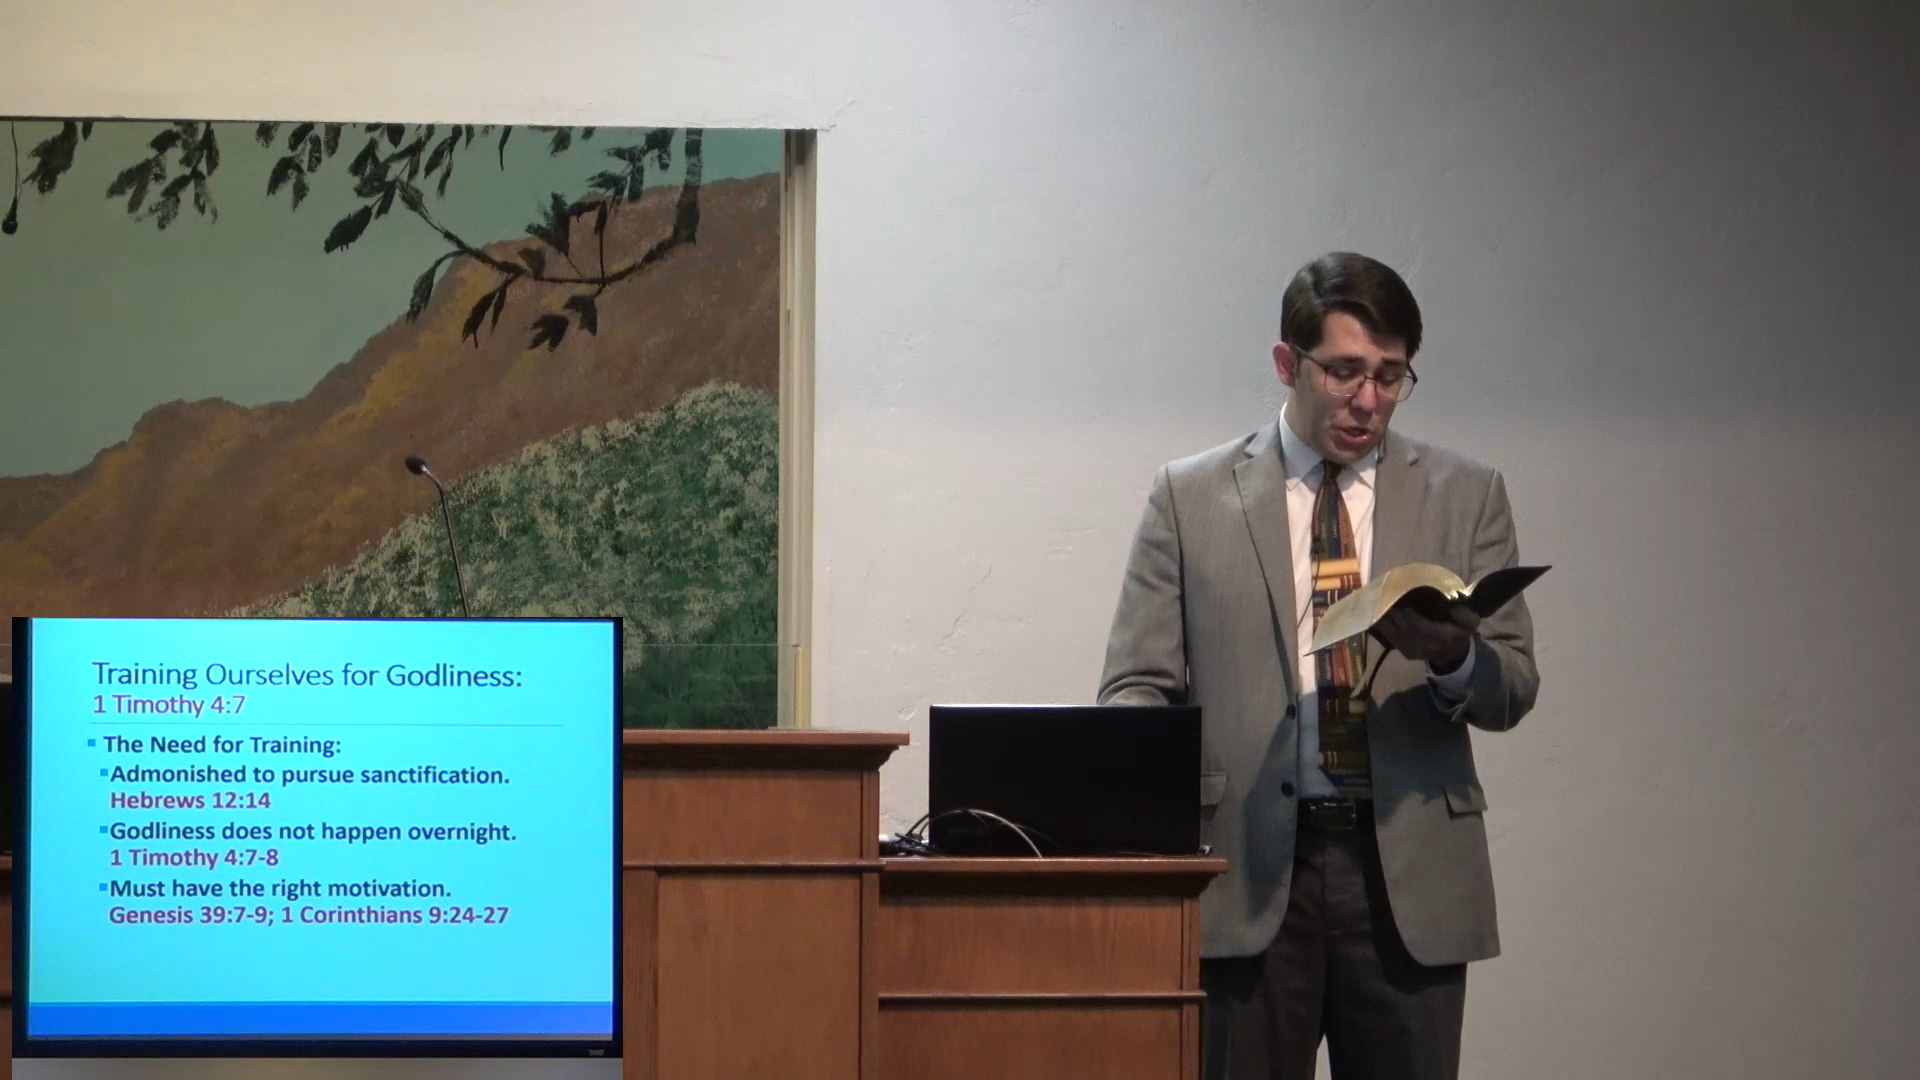 Training Ourselves for Godliness:
1 Timothy 4:7
The Need for Training:
Admonished to pursue sanctification.
Hebrews 12:14
Godliness does not happen overnight.
1 Timothy 4:7-8
Must have the right motivation.
Genesis 39:7-9; 1 Corinthians 9:24-27